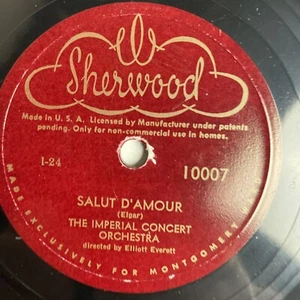 Sherwood
Made in U. S. A. Licensed by Manufacturer under patents
pending. Only for non-commercial use in homes.
I-24
10007
SALUT D'AMOUR
(Elgar)
THE IMPERIAL CONCERT
ORCHESTRA
directed by Elliott Everett
MADE EXCLUSIVELY FOR MONTGOMERY